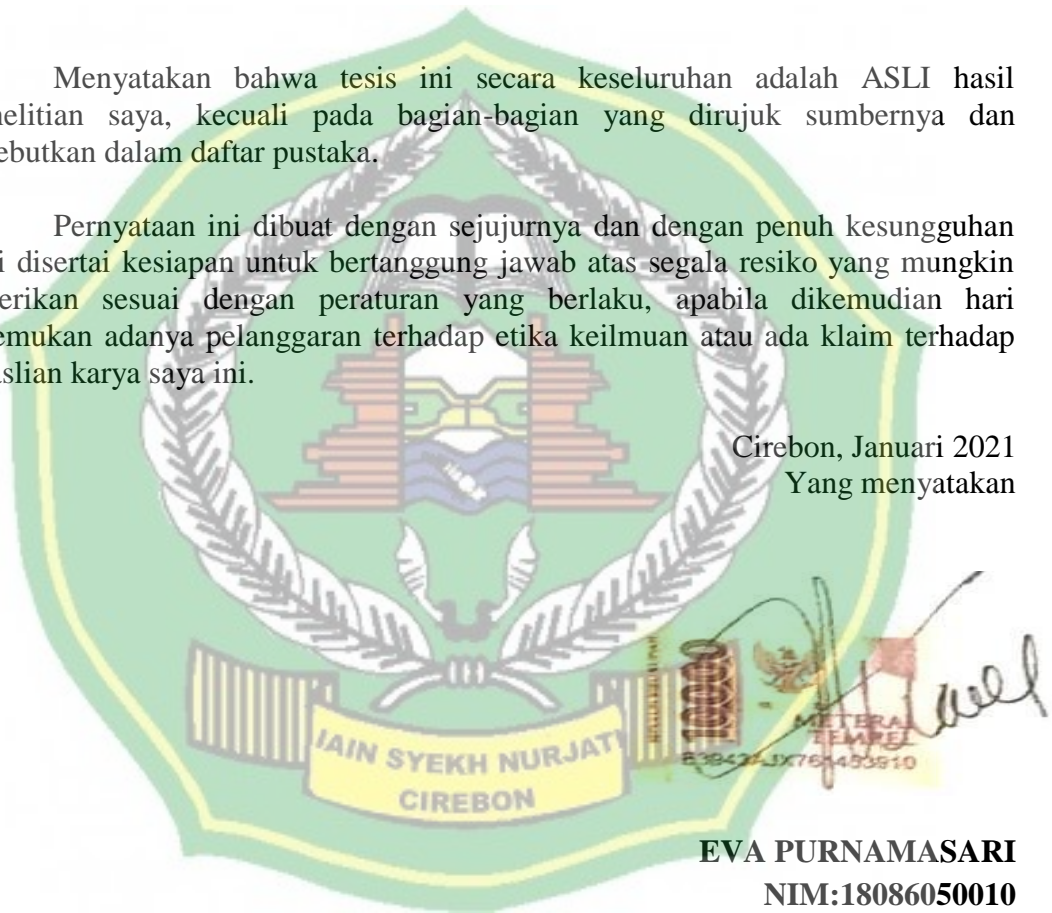 Menyatakan bahwa tesis ini secara keseluruhan adalah ASLI hasil
nelitian saya, kecuali pada bagian-bagian yang dirujuk sumbernya dan
ebutkan dalam daftar pustaka.
Pernyataan ini dibuat dengan sejujurnya dan dengan penuh kesungguhan
i disertai kesiapan untuk bertanggung jawab atas segala resiko yang mungkin
erikan sesuai dengan peraturan yang berlaku, apabila dikemudian hari
emukan adanya pelanggaran terhadap etika keilmuan atau ada klaim terhadap
aslian karya saya ini.
Cirebon, Januari 2021
Yang menyatakan
10000
METERAI
TEMPEL
IAIN SYEKH NURJATI
CIREBON
EVA PURNAMASARI
NIM:18086050010